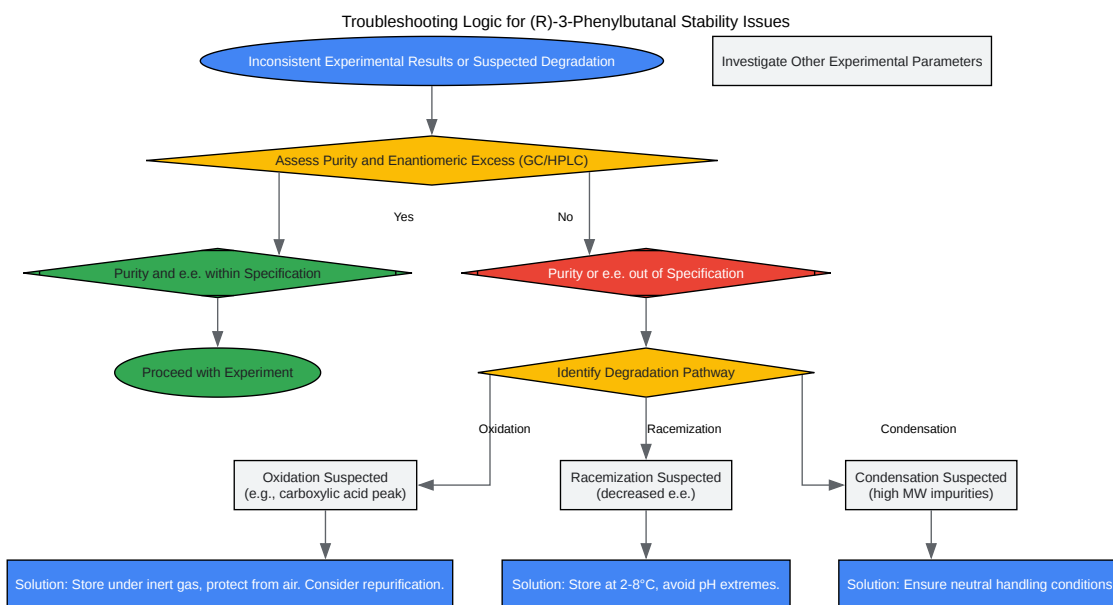 Troubleshooting Logic for (R)-3-Phenylbutanal Stability Issues
Inconsistent Experimental Results or Suspected Degradation
Investigate Other Experimental Parameters
Assess Purity and Enantiomeric Excess (GC/HPLC)
Yes
No
Purity and e.e. within Specification
Purity or e.e. out of Specification
Proceed with Experiment
Identify Degradation Pathway
Oxidation
Racemization
Condensation
Oxidation Suspected
(e.g., carboxylic acid peak)
Racemization Suspected
(decreased e.e.)
Condensation Suspected
(high MW impurities)
Solution: Store under inert gas, protect from air. Consider repurification.
Solution: Store at 2-8°C, avoid pH extremes.
Solution: Ensure neutral handling conditions.